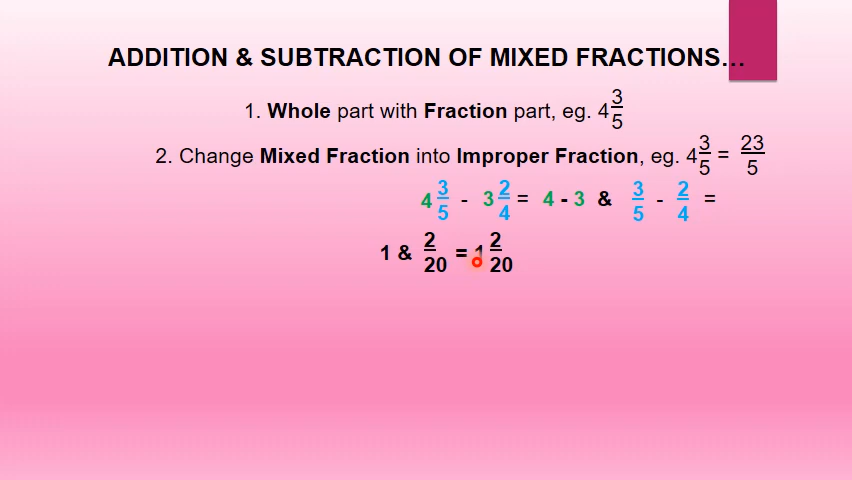 ADDITION & SUBTRACTION OF MIXED FRACTIONS…
1. Whole part with Fraction part, eg. 4 3/5
2. Change Mixed Fraction into Improper Fraction, eg. 4 3/5 = 23/5
4 3/5 - 3 2/4 = 4 - 3 & 3/5 - 2/4 =
1 & 2/20 = 1 2/20